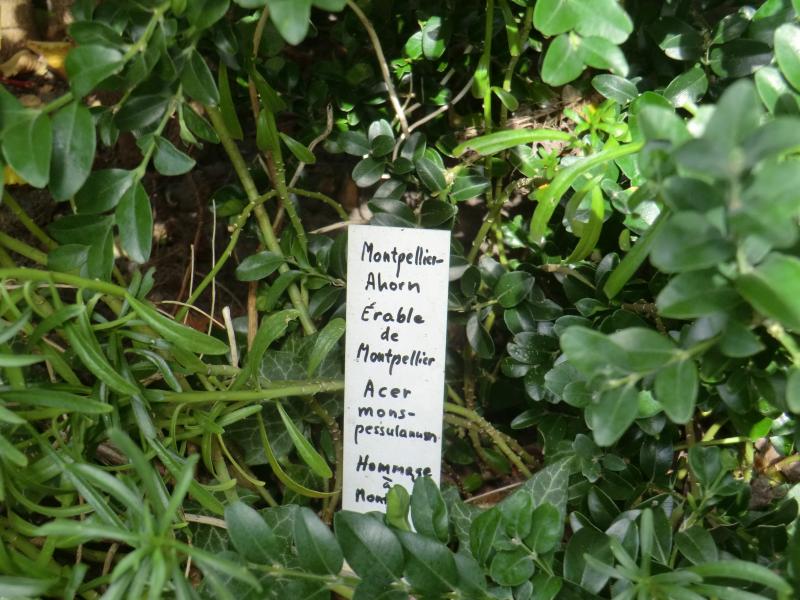 Montpellier-
Ahorn
Érable
de
Montpellier
Acer
mons-
pessulanum
Hommage
à